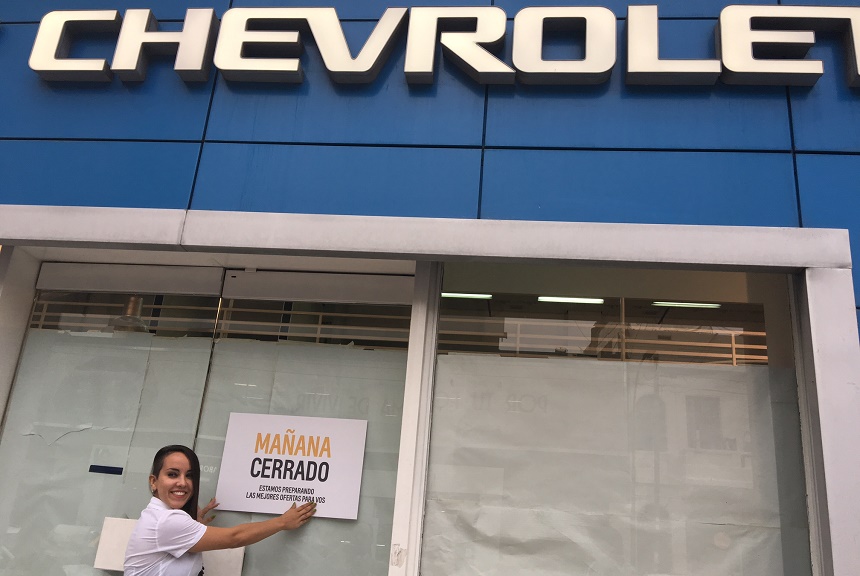 CHEVROLET
MAÑANA
CERRADO
ESTAMOS PREPARANDO
LAS MEJORES OFERTAS PARA VOS